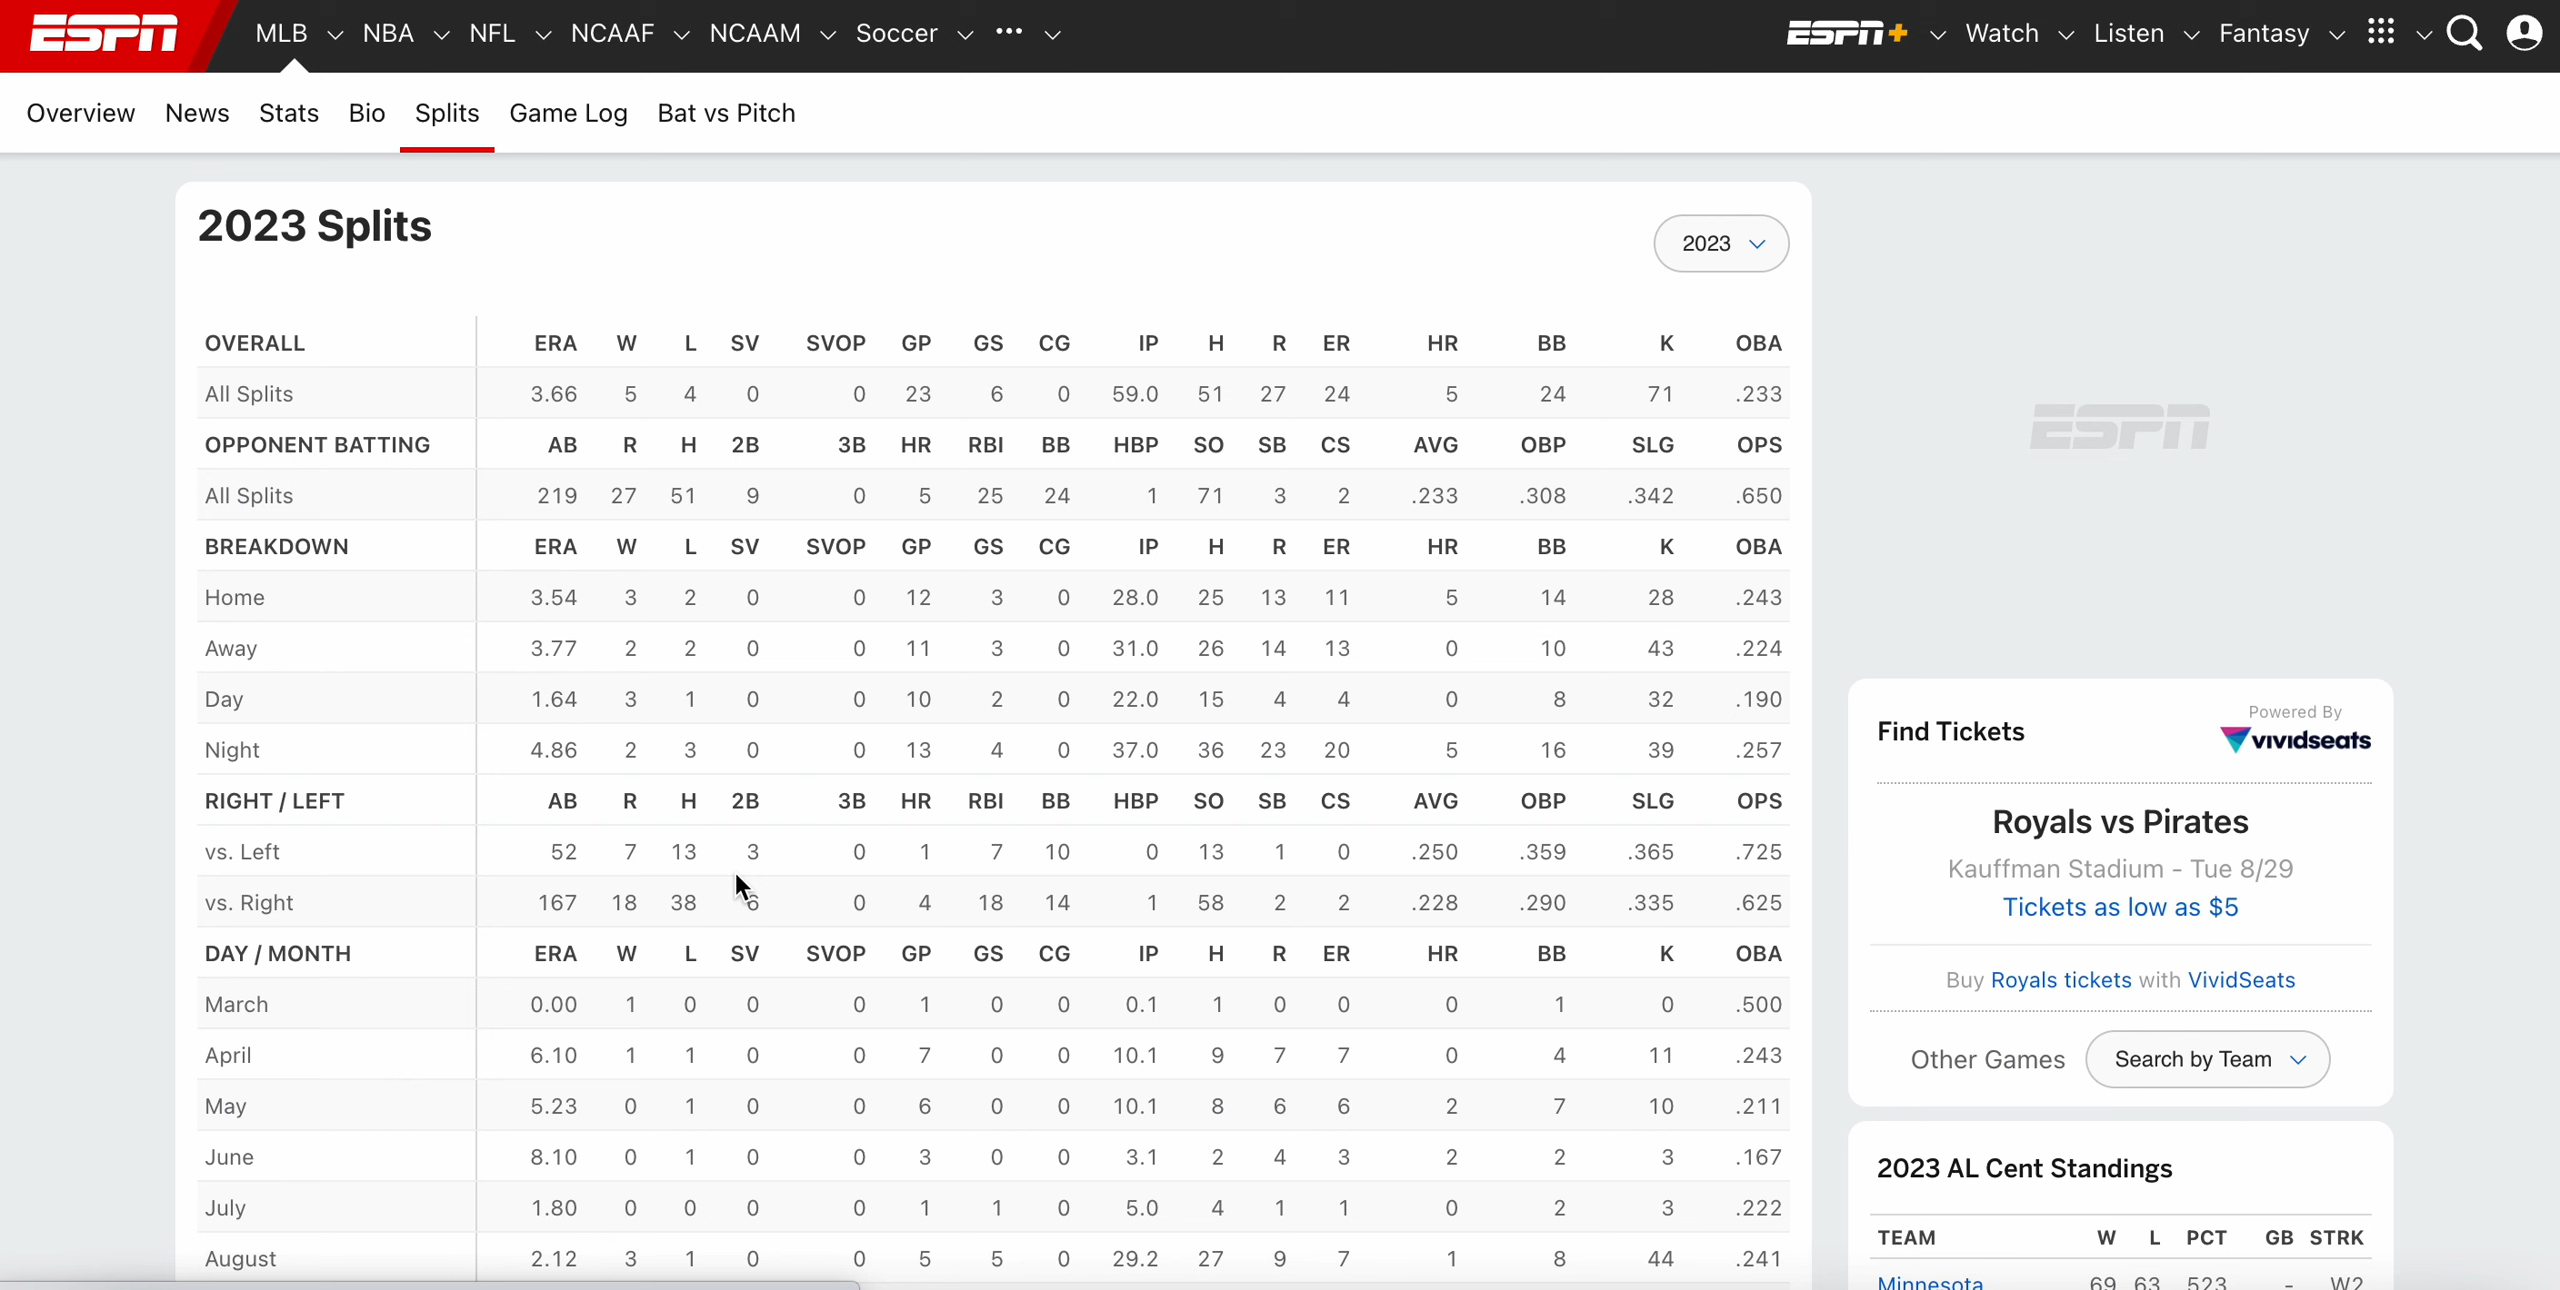 ESPN MLB NBA NFL NCAAF NCAAM Soccer ••• ESPN+ Watch Listen Fantasy
Overview News Stats Bio Splits Game Log Bat vs Pitch
2023 Splits
2023
OVERALL ERA W L SV SVOP GP GS CG IP H R ER HR BB K OBA
All Splits 3.66 5 4 0 0 23 6 0 59.0 51 27 24 5 24 71 .233
OPPONENT BATTING AB R H 2B 3B HR RBI BB HBP SO SB CS AVG OBP SLG OPS
All Splits 219 27 51 9 0 5 25 24 1 71 3 2 .233 .308 .342 .650
BREAKDOWN ERA W L SV SVOP GP GS CG IP H R ER HR BB K OBA
Home 3.54 3 2 0 0 12 3 0 28.0 25 13 11 5 14 28 .243
Away 3.77 2 2 0 0 11 3 0 31.0 26 14 13 0 10 43 .224
Day 1.64 3 1 0 0 10 2 0 22.0 15 4 4 0 8 32 .190
Night 4.86 2 3 0 0 13 4 0 37.0 36 23 20 5 16 39 .257
RIGHT / LEFT AB R H 2B 3B HR RBI BB HBP SO SB CS AVG OBP SLG OPS
vs. Left 52 7 13 3 0 1 7 10 0 13 1 0 .250 .359 .365 .725
vs. Right 167 18 38 6 0 4 18 14 1 58 2 2 .228 .290 .335 .625
DAY / MONTH ERA W L SV SVOP GP GS CG IP H R ER HR BB K OBA
March 0.00 1 0 0 0 1 0 0 0.1 1 0 0 0 1 0 .500
April 6.10 1 1 0 0 7 0 0 10.1 9 7 7 0 4 11 .243
May 5.23 0 1 0 0 6 0 0 10.1 8 6 6 2 7 10 .211
June 8.10 0 1 0 0 3 0 0 3.1 2 4 3 2 2 3 .167
July 1.80 0 0 0 0 1 1 0 5.0 4 1 1 0 2 3 .222
August 2.12 3 1 0 0 5 5 0 29.2 27 9 7 1 8 44 .241
ESPN
Find Tickets
Powered By
vividseats
Royals vs Pirates
Kauffman Stadium - Tue 8/29
Tickets as low as $5
Buy Royals tickets with VividSeats
Other Games Search by Team
2023 AL Cent Standings
TEAM W L PCT GB STRK
Minnesota 69 63 .523 - W2